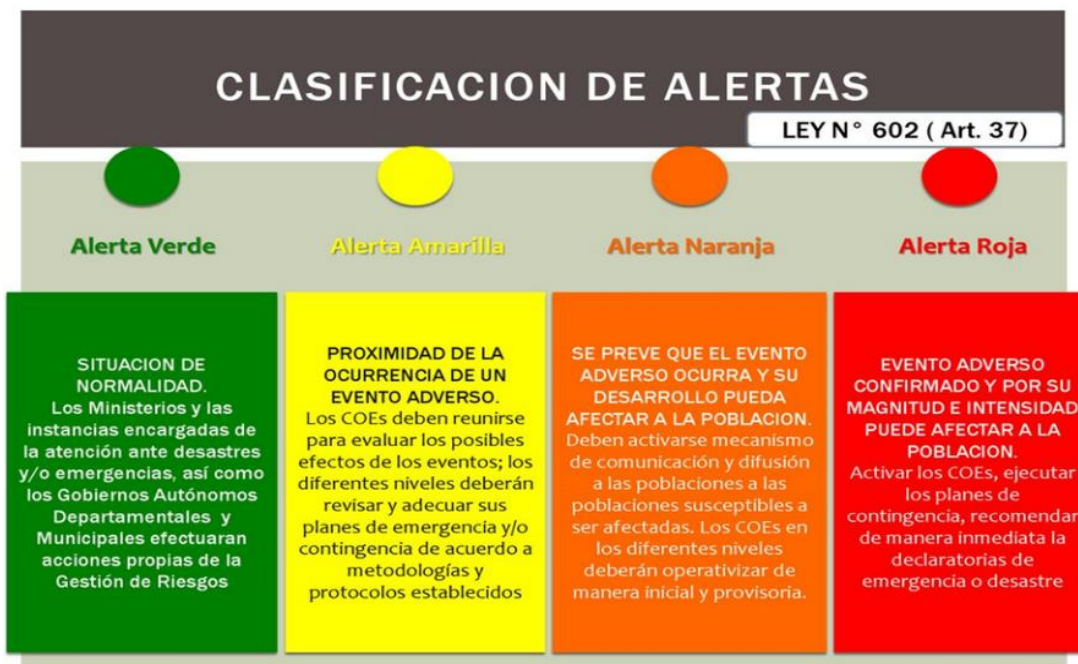 CLASIFICACION DE ALERTAS
LEY N° 602 ( Art. 37)
Alerta Verde
Alerta Amarilla
Alerta Naranja
Alerta Roja
SITUACION DE
NORMALIDAD.
Los Ministerios y las
instancias encargadas de
la atención ante desastres
y/o emergencias, así como
los Gobiernos Autónomos
Departamentales y
Municipales efectuaran
acciones propias de la
Gestión de Riesgos
PROXIMIDAD DE LA
OCURRENCIA DE UN
EVENTO ADVERSO.
Los COEs deben reunirse
para evaluar los posibles
efectos de los eventos; los
diferentes niveles deberán
revisar y adecuar sus
planes de emergencia y/o
contingencia de acuerdo a
metodologías y
protocolos establecidos
SE PREVE QUE EL EVENTO
ADVERSO OCURRA Y SU
DESARROLLO PUEDA
AFECTAR A LA POBLACION.
Deben activarse mecanismo
de comunicación y difusión
a las poblaciones a las
poblaciones susceptibles a
ser afectadas. Los COEs en
los diferentes niveles
deberán operativizar de
manera inicial y provisoria.
EVENTO ADVERSO
CONFIRMADO Y POR SU
MAGNITUD E INTENSIDAD
PUEDE AFECTAR A LA
POBLACION.
Activar los COEs, ejecutar
los planes de
contingencia, recomendar
de manera inmediata la
declaratorias de
emergencia o desastre